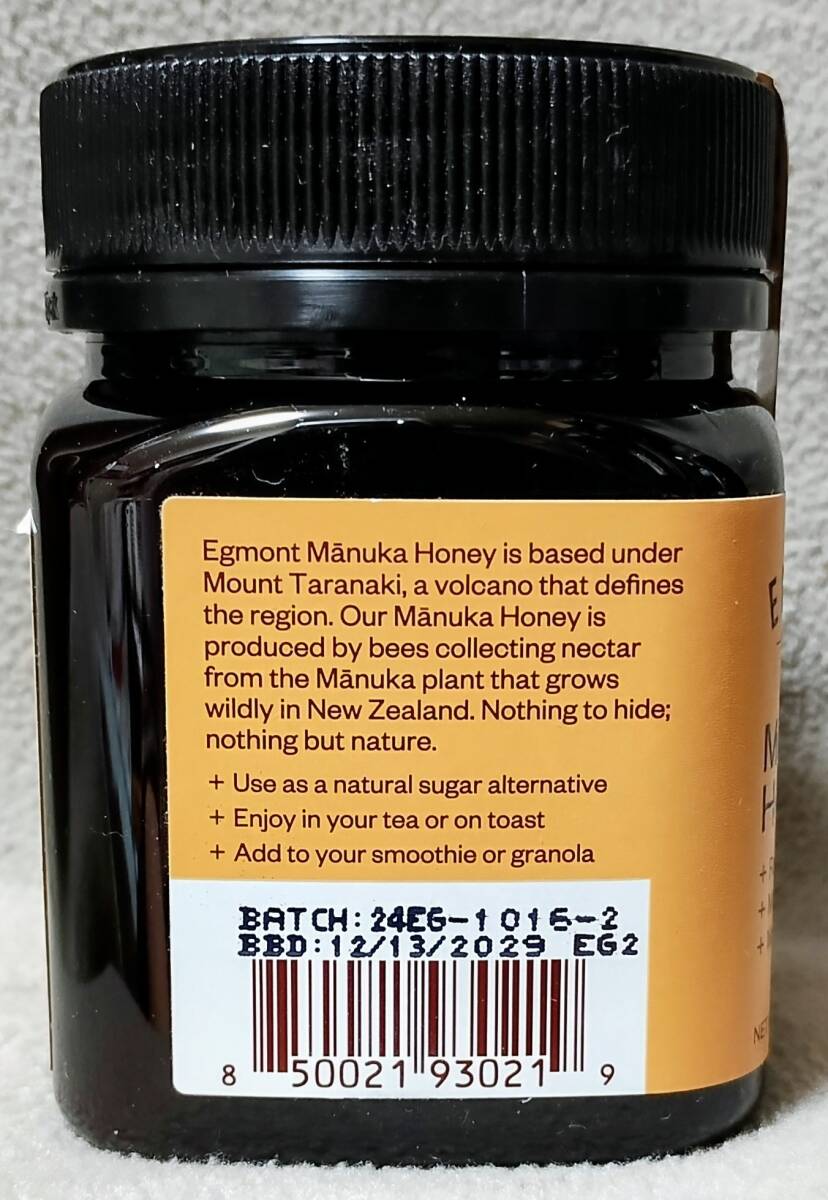 Egmont Mānuka Honey is based under
Mount Taranaki, a volcano that defines
the region. Our Mānuka Honey is
produced by bees collecting nectar
from the Mānuka plant that grows
wildly in New Zealand. Nothing to hide;
nothing but nature.
+ Use as a natural sugar alternative
+ Enjoy in your tea or on toast
+ Add to your smoothie or granola
BATCH: 24EG-1016-2
BBD: 12/13/2029 EG2
8 50021 93021 9